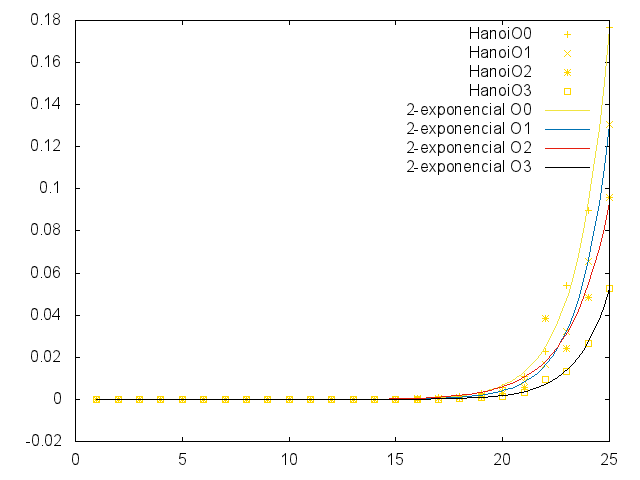 0.18
0.16
0.14
0.12
0.1
0.08
0.06
0.04
0.02
0
-0.02
0 5 10 15 20 25
HanoiO0
HanoiO1
HanoiO2
HanoiO3
2-exponencial O0
2-exponencial O1
2-exponencial O2
2-exponencial O3